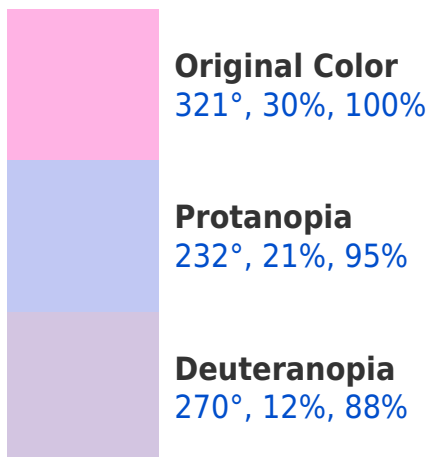 Original Color
321°, 30%, 100%
Protanopia
232°, 21%, 95%
Deuteranopia
270°, 12%, 88%